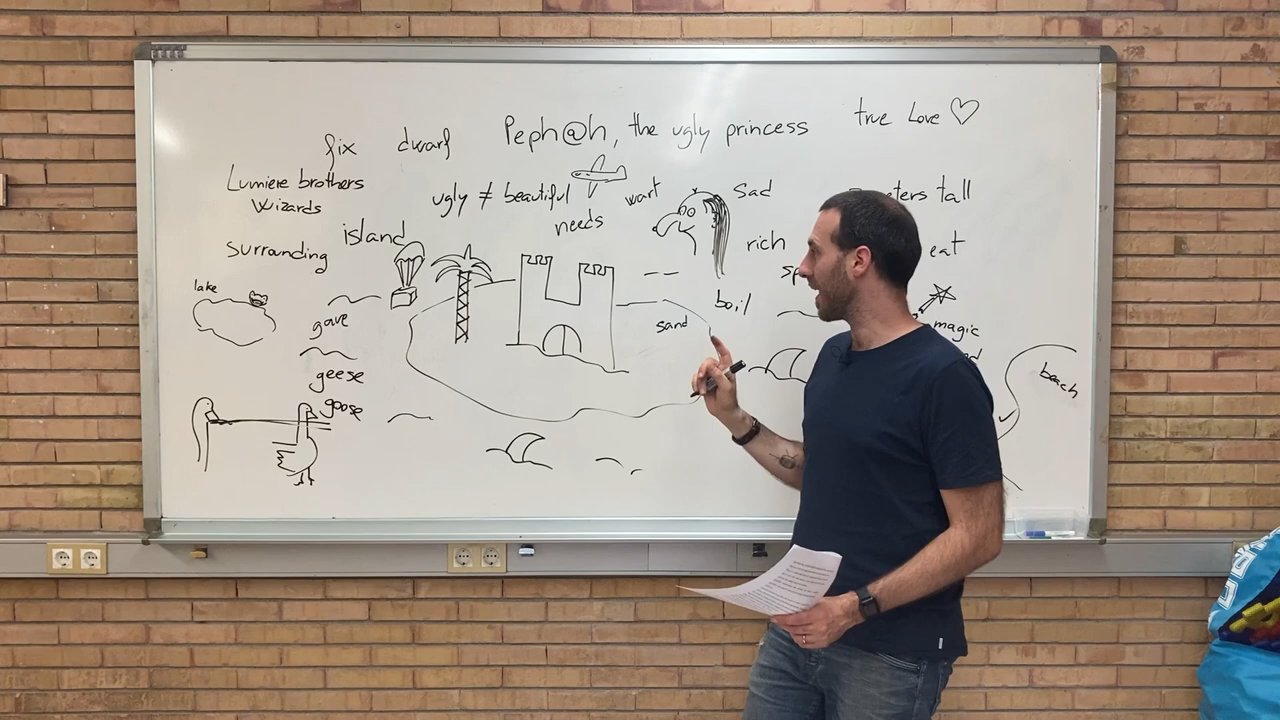 Peph@h, the ugly princess
true Love
fix
dwarf
Lumiere brothers
Wizards
ugly ≠ beautiful
needs
wart
sad
tall
surrounding
island
rich
eat
lake
gave
boil
sand
magic
geese
goose
beach